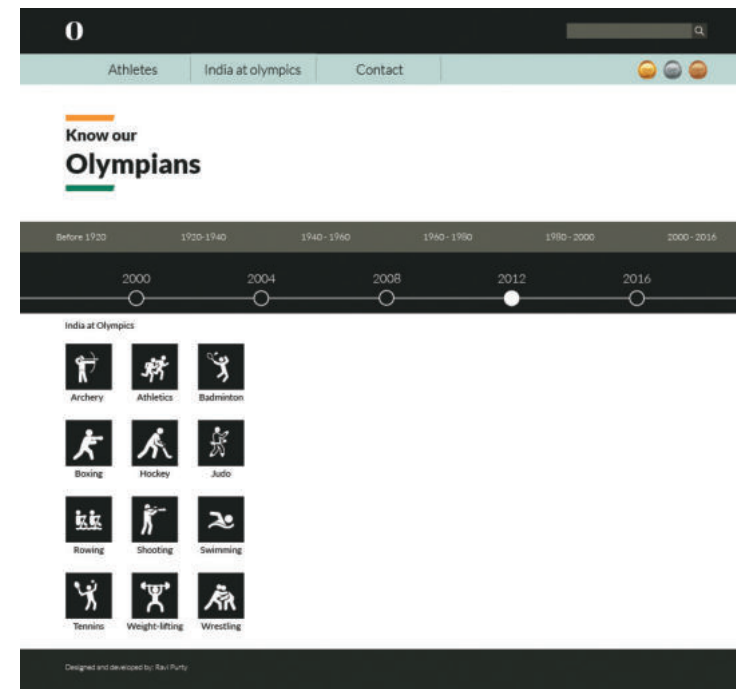 O
Athletes India at olympics Contact
Know our
Olympians
Before 1920 1920-1940 1940 - 1960 1960 - 1980 1980 - 2000 2000 - 2016
2000 2004 2008 2012 2016
India at Olympics
Archery Athletics Badminton
Boxing Hockey Judo
Rowing Shooting Swimming
Tennins Weight-lifting Wrestling
Designed and developed by: Ravi Purty